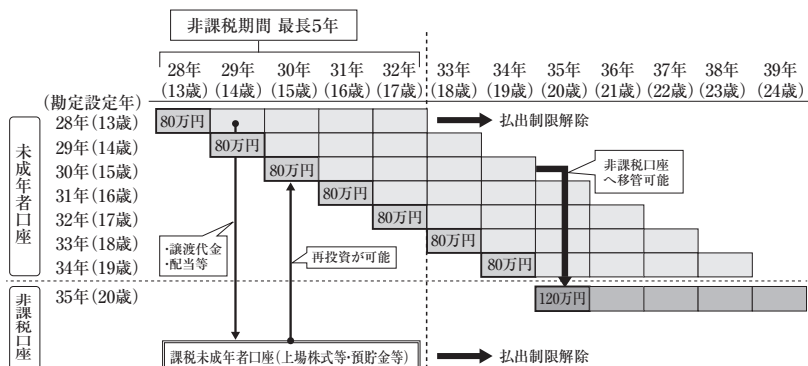 非課税期間 最長5年
28年 29年 30年 31年 32年 33年 34年 35年 36年 37年 38年 39年
(13歳) (14歳) (15歳) (16歳) (17歳) (18歳) (19歳) (20歳) (21歳) (22歳) (23歳) (24歳)
(勘定設定年)
未成年者口座
28年(13歳) 80万円 払出制限解除
29年(14歳) 80万円
30年(15歳) 80万円
31年(16歳) 80万円
32年(17歳) 80万円
33年(18歳) 80万円
34年(19歳) 80万円
非課税口座
へ移管可能
・譲渡代金
・配当等
再投資が可能
非課税口座
35年(20歳) 120万円
課税未成年者口座(上場株式等・預貯金等) 払出制限解除